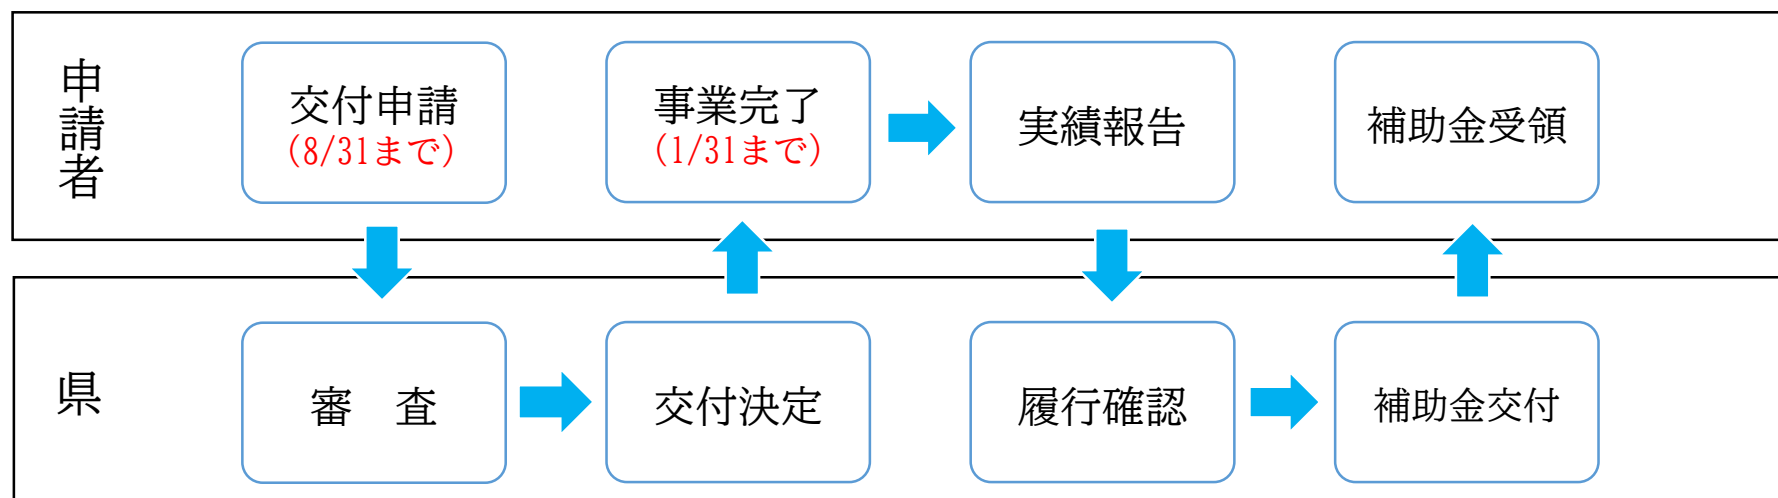 申請者
交付申請
(8/31まで)
事業完了
(1/31まで)
実績報告
補助金受領
県
審　査
交付決定
履行確認
補助金交付